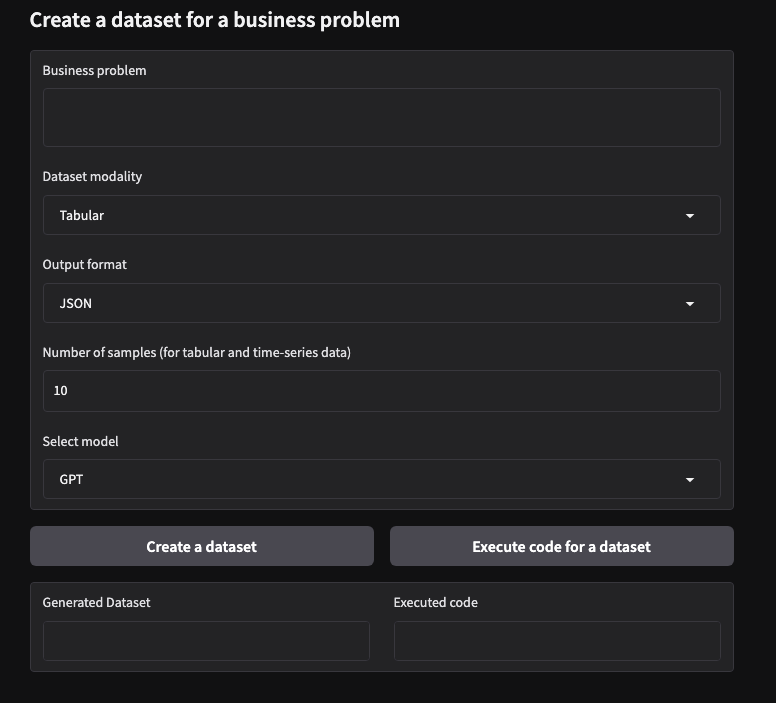 Create a dataset for a business problem
Business problem
Dataset modality
Tabular
Output format
JSON
Number of samples (for tabular and time-series data)
10
Select model
GPT
Create a dataset
Execute code for a dataset
Generated Dataset
Executed code